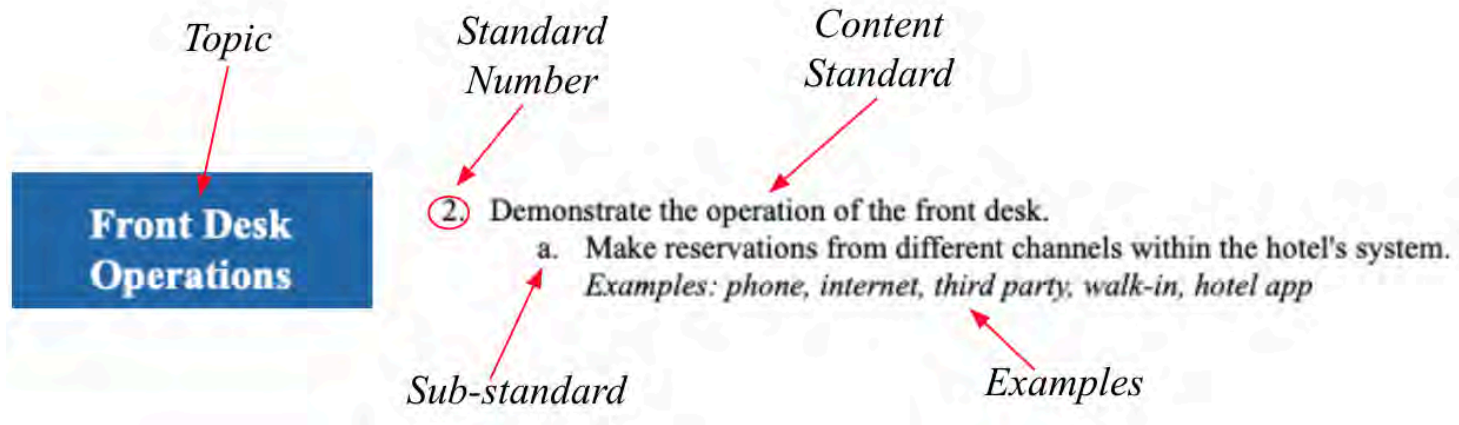 Topic
Standard
Number
Content
Standard
Front Desk
Operations
2. Demonstrate the operation of the front desk.
a. Make reservations from different channels within the hotel's system.
Examples: phone, internet, third party, walk-in, hotel app
Sub-standard
Examples